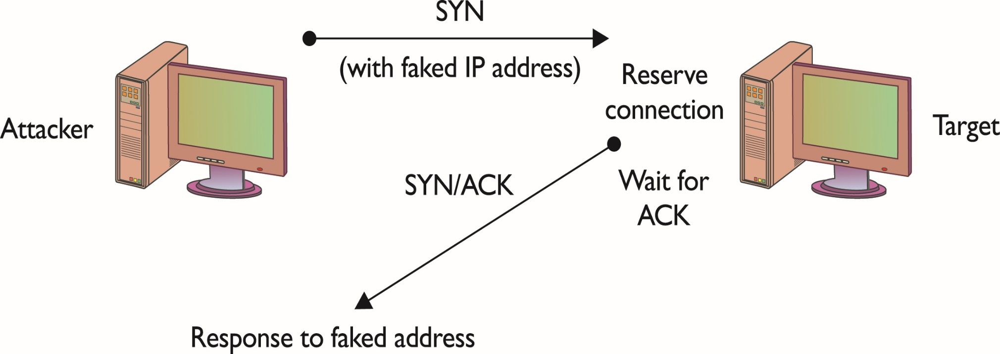 SYN
(with faked IP address)
Reserve
connection
Attacker
Target
SYN/ACK
Wait for
ACK
Response to faked address